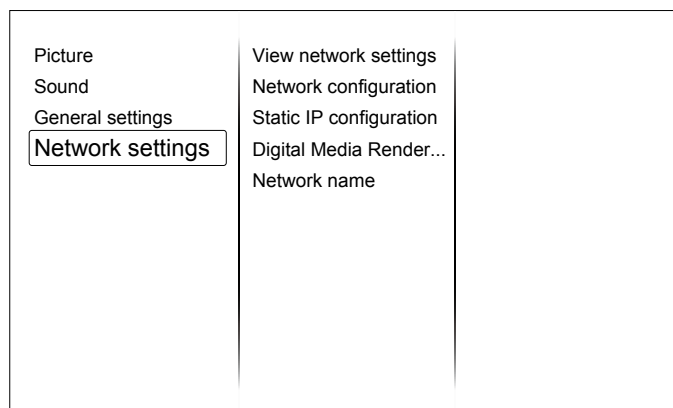 Picture
Sound
General settings
Network settings
View network settings
Network configuration
Static IP configuration
Digital Media Render...
Network name